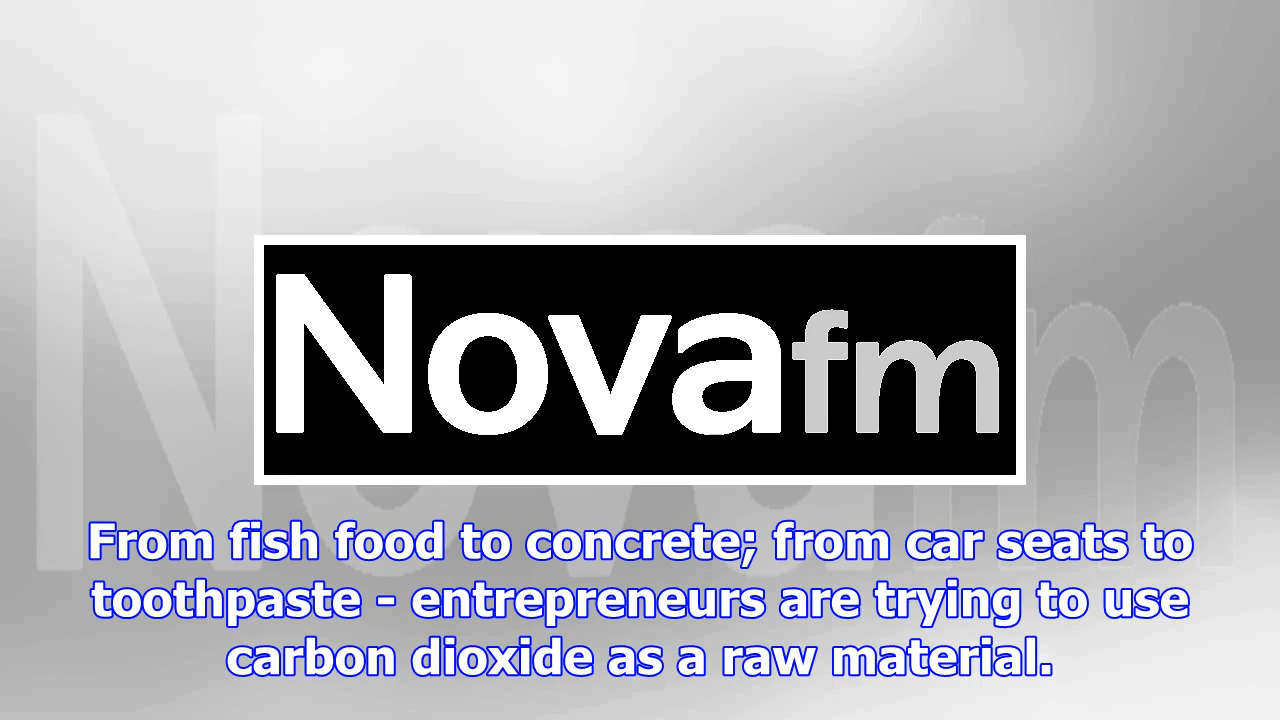 Novafm
From fish food to concrete; from car seats to
toothpaste - entrepreneurs are trying to use
carbon dioxide as a raw material.